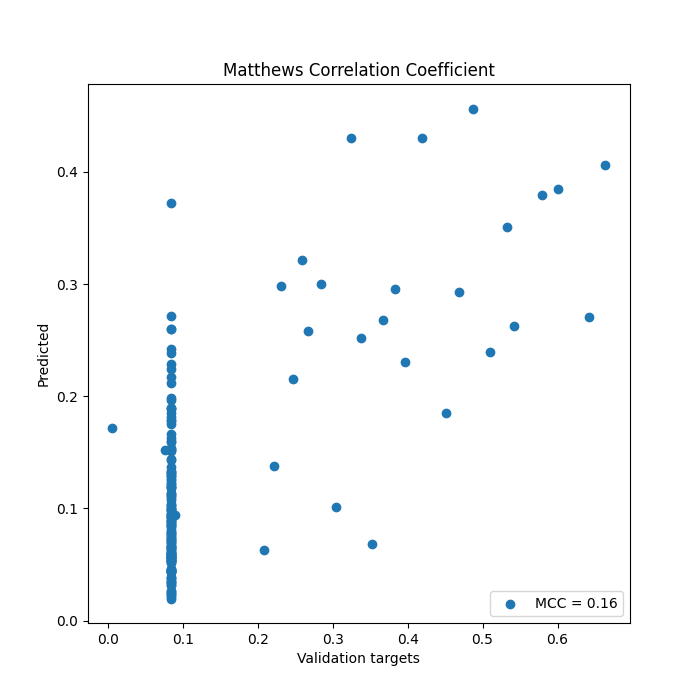 Matthews Correlation Coefficient
Predicted
0.4
0.3
0.2
0.1
0.0
MCC = 0.16
0.0 0.1 0.2 0.3 0.4 0.5 0.6
Validation targets